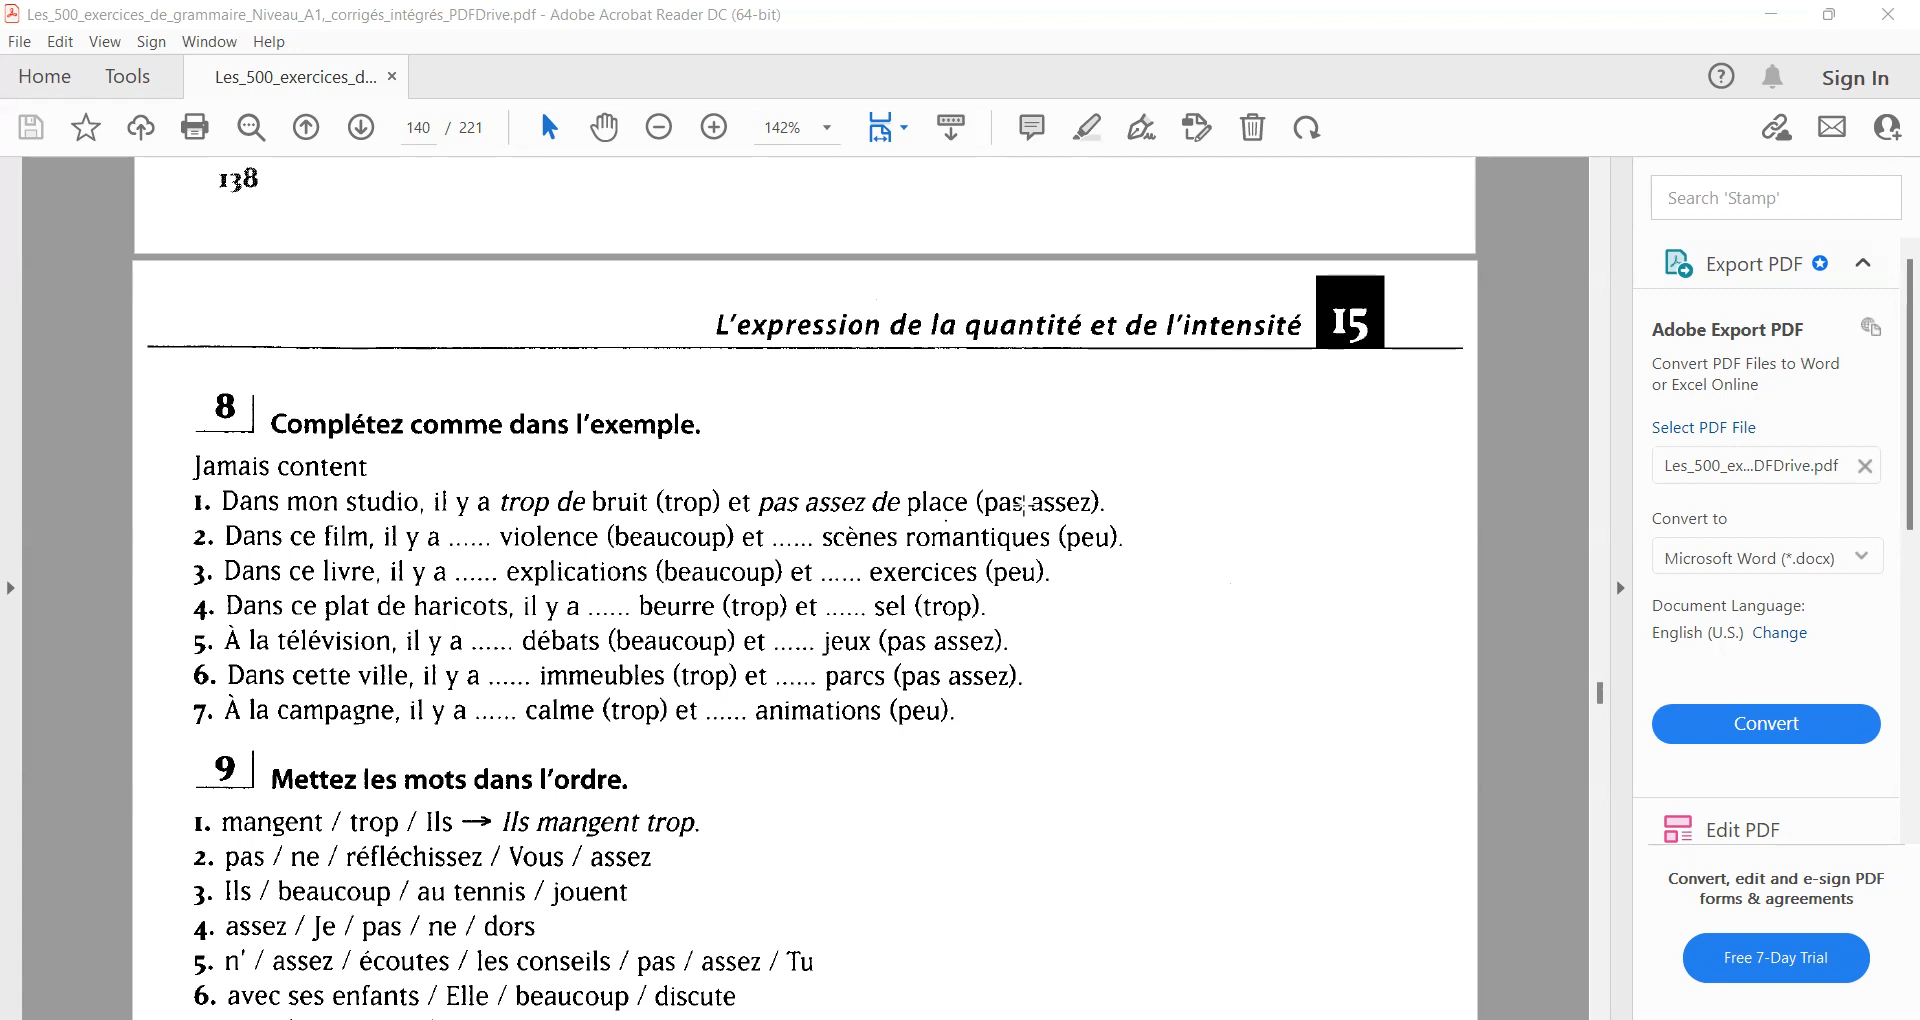 Les_500_exercices_de_grammaire_Niveau_A1,_corrigés_intégrés_PDFDrive.pdf - Adobe Acrobat Reader DC (64-bit)
File Edit View Sign Window Help
Home Tools Les_500_exercices_d... × Sign In
140 / 221 142%
138
L'expression de la quantité et de l'intensité 15
8 Complétez comme dans l'exemple.
Jamais content
1. Dans mon studio, il y a trop de bruit (trop) et pas assez de place (pas assez).
2. Dans ce film, il y a ...... violence (beaucoup) et ...... scènes romantiques (peu).
3. Dans ce livre, il y a ...... explications (beaucoup) et ...... exercices (peu).
4. Dans ce plat de haricots, il y a ...... beurre (trop) et ...... sel (trop).
5. À la télévision, il y a ...... débats (beaucoup) et ...... jeux (pas assez).
6. Dans cette ville, il y a ...... immeubles (trop) et ...... parcs (pas assez).
7. À la campagne, il y a ...... calme (trop) et ...... animations (peu).
9 Mettez les mots dans l'ordre.
1. mangent / trop / Ils → Ils mangent trop.
2. pas / ne / réfléchissez / Vous / assez
3. Ils / beaucoup / au tennis / jouent
4. assez / Je / pas / ne / dors
5. n' / assez / écoutes / les conseils / pas / assez / Tu
6. avec ses enfants / Elle / beaucoup / discute
Search 'Stamp'
Export PDF
Adobe Export PDF
Convert PDF Files to Word
or Excel Online
Select PDF File
Les_500_ex...DFDrive.pdf
Convert to
Microsoft Word (*.docx)
Document Language:
English (U.S.) Change
Convert
Edit PDF
Convert, edit and e-sign PDF
forms & agreements
Free 7-Day Trial